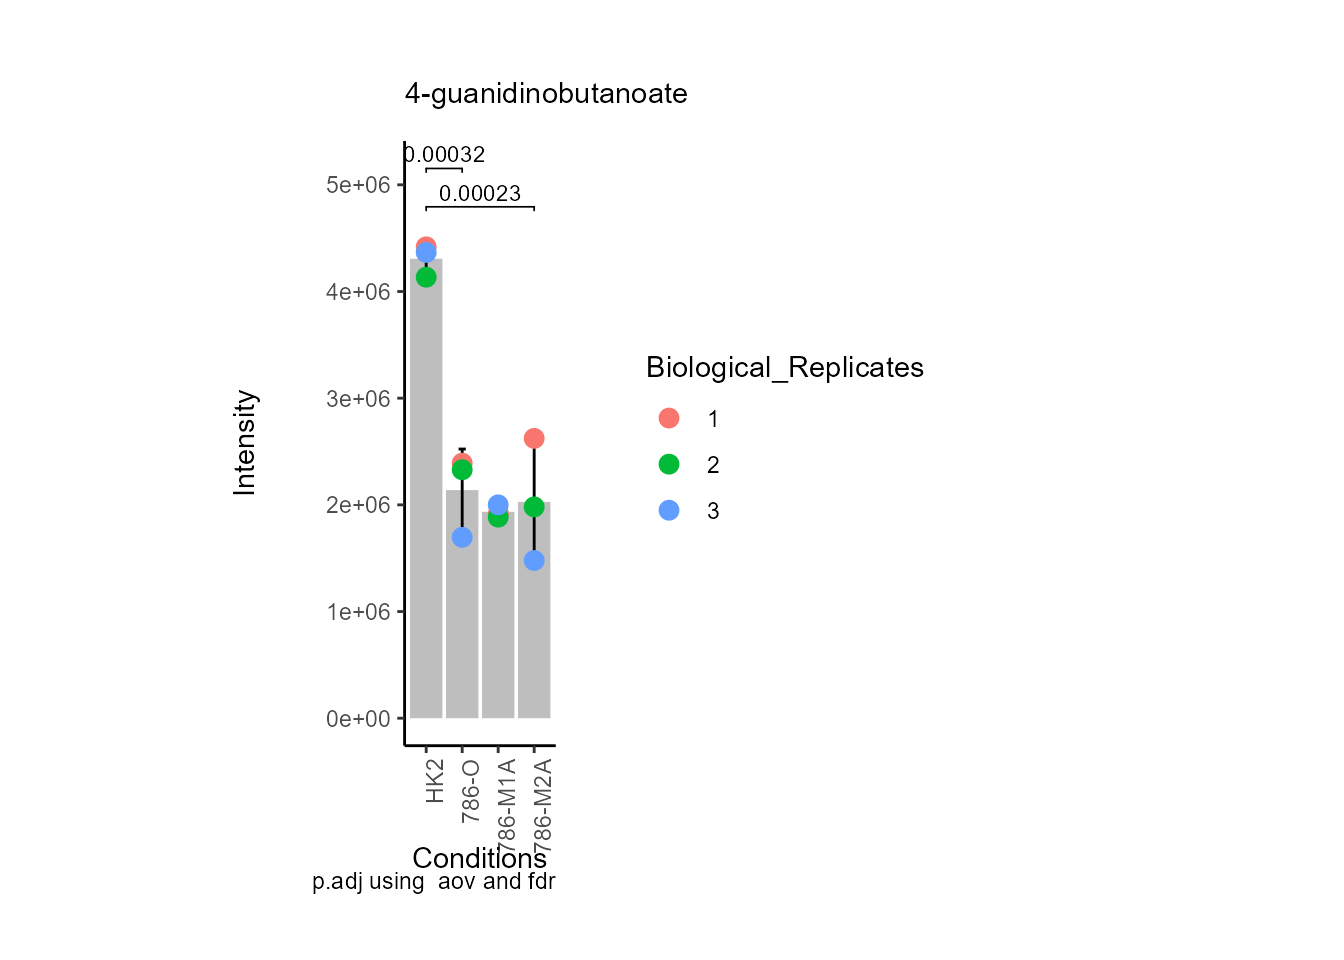 4-guanidinobutanoate
0.00032
0.00023
5e+06
4e+06
3e+06
2e+06
1e+06
0e+00
Intensity
HK2
786-O
786-M1A
786-M2A
Conditions
p.adj using  aov and fdr
Biological_Replicates
1
2
3